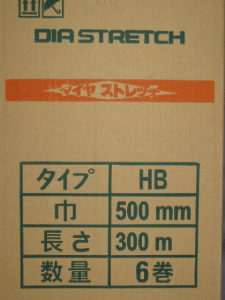 DIA STRETCH
ダイヤ ストレッチ
タイプ HB
巾 500 mm
長さ 300 m
数量 6巻